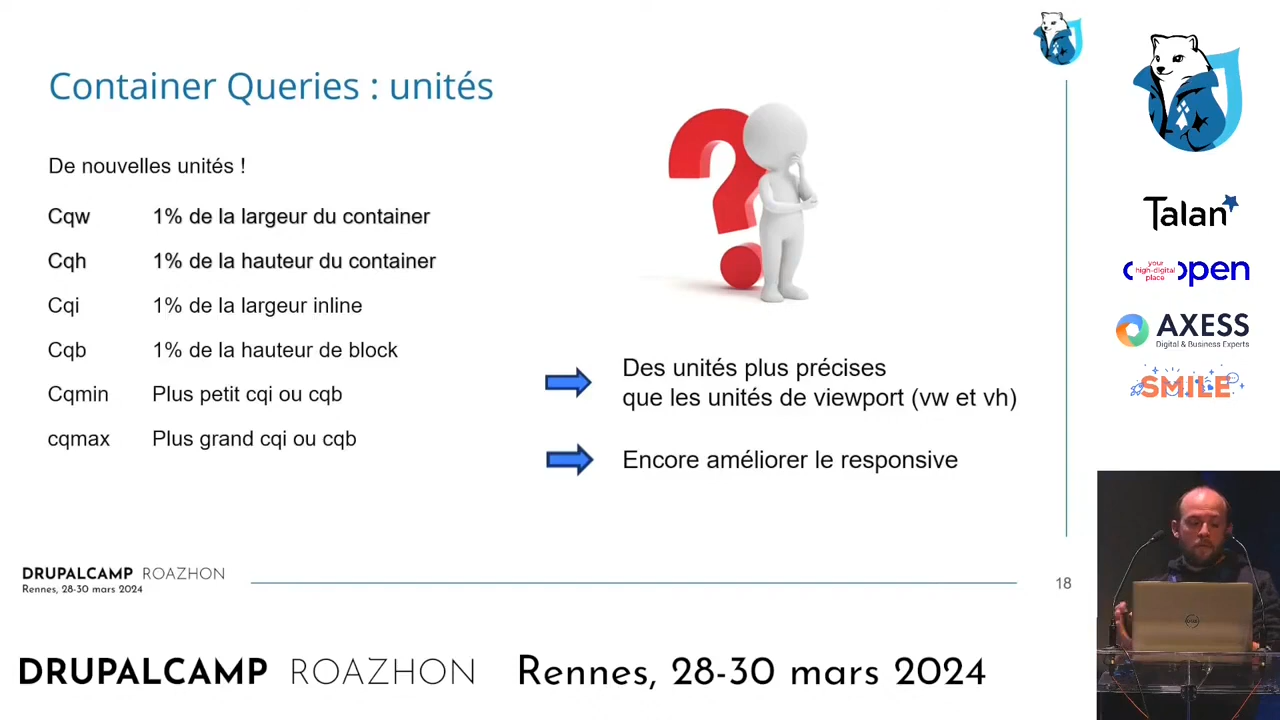 Container Queries : unités
De nouvelles unités !
Cqw 1% de la largeur du container
Cqh 1% de la hauteur du container
Cqi 1% de la largeur inline
Cqb 1% de la hauteur de block
Cqmin Plus petit cqi ou cqb
cqmax Plus grand cqi ou cqb
Des unités plus précises
que les unités de viewport (vw et vh)
Encore améliorer le responsive
DRUPALCAMP ROAZHON
Rennes, 28-30 mars 2024
18
Talan
your
high-digital
place
open
AXESS
Digital & Business Experts
SMILE
DELL
DRUPALCAMP ROAZHON Rennes, 28-30 mars 2024